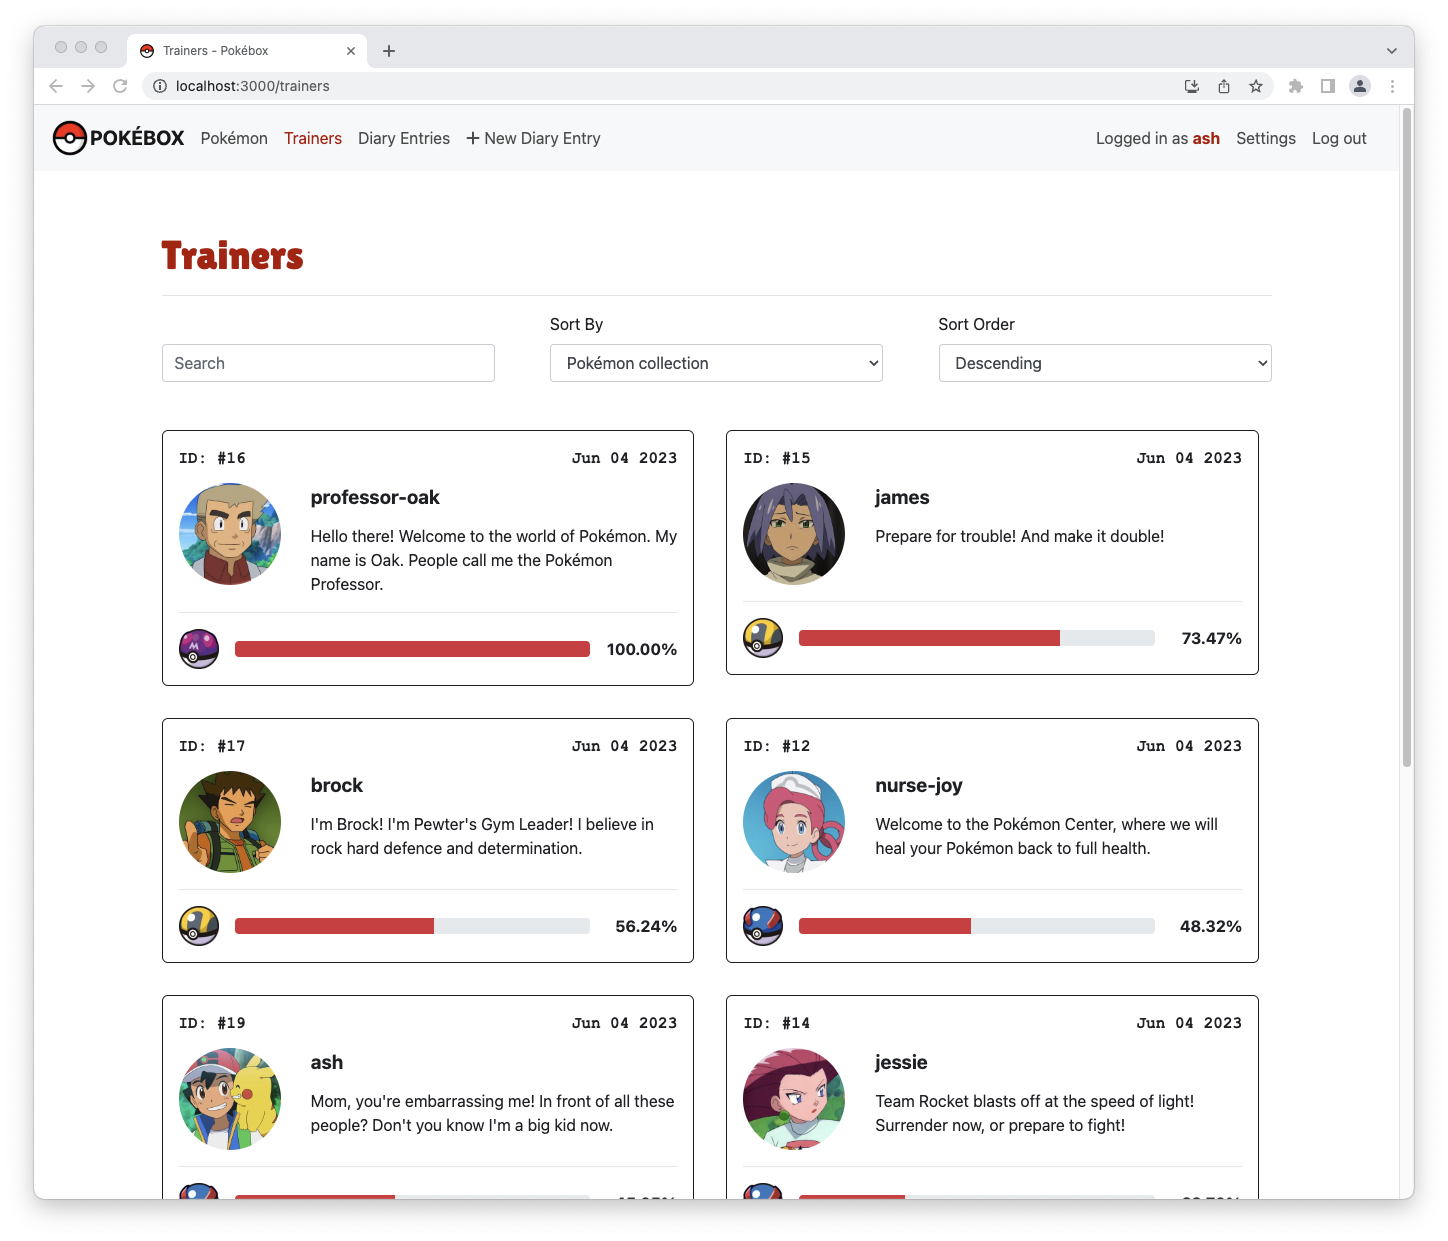 Trainers - Pokébox
localhost:3000/trainers
POKÉBOX Pokémon Trainers Diary Entries + New Diary Entry Logged in as ash Settings Log out
Trainers
Sort By Sort Order
Search Pokémon collection Descending
ID: #16 Jun 04 2023
professor-oak
Hello there! Welcome to the world of Pokémon. My
name is Oak. People call me the Pokémon
Professor.
100.00%
ID: #15 Jun 04 2023
james
Prepare for trouble! And make it double!
73.47%
ID: #17 Jun 04 2023
brock
I'm Brock! I'm Pewter's Gym Leader! I believe in
rock hard defence and determination.
56.24%
ID: #12 Jun 04 2023
nurse-joy
Welcome to the Pokémon Center, where we will
heal your Pokémon back to full health.
48.32%
ID: #19 Jun 04 2023
ash
Mom, you're embarrassing me! In front of all these
people? Don't you know I'm a big kid now.
ID: #14 Jun 04 2023
jessie
Team Rocket blasts off at the speed of light!
Surrender now, or prepare to fight!